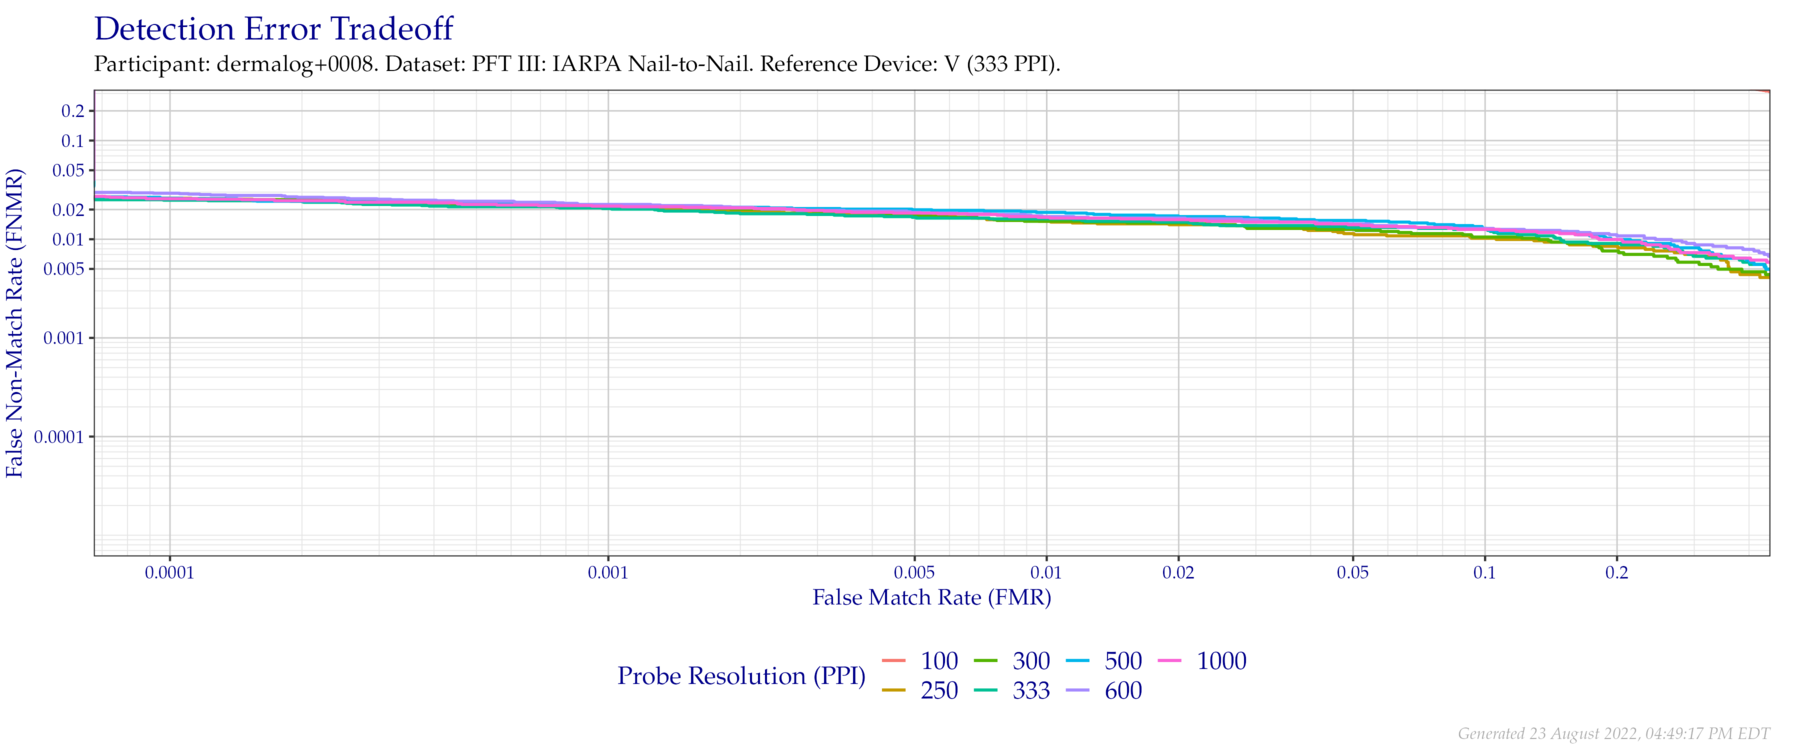 Detection Error Tradeoff
Participant: dermalog+0008. Dataset: PFT III: IARPA Nail-to-Nail. Reference Device: V (333 PPI).
False Non-Match Rate (FNMR)
0.2
0.1
0.05
0.02
0.01
0.005
0.001
0.0001
0.0001 0.001 0.005 0.01 0.02 0.05 0.1 0.2
False Match Rate (FMR)
Probe Resolution (PPI)
100 300 500 1000
250 333 600
Generated 23 August 2022, 04:49:17 PM EDT